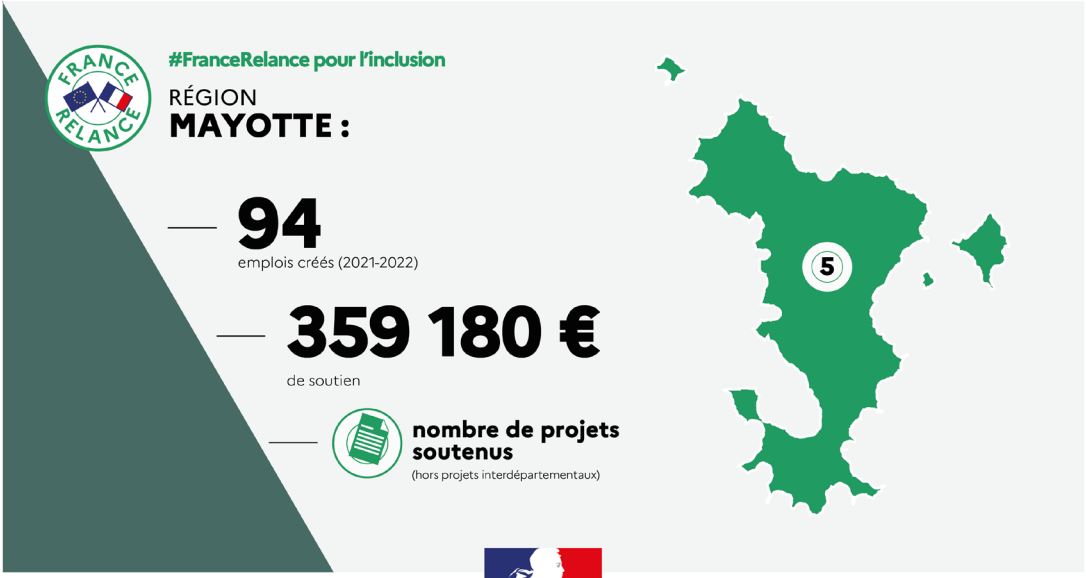 FRANCE
RELANCE
#FranceRelance pour l'inclusion
RÉGION
MAYOTTE :
94
emplois créés (2021-2022)
359 180 €
de soutien
nombre de projets
soutenus
(hors projets interdépartementaux)
5